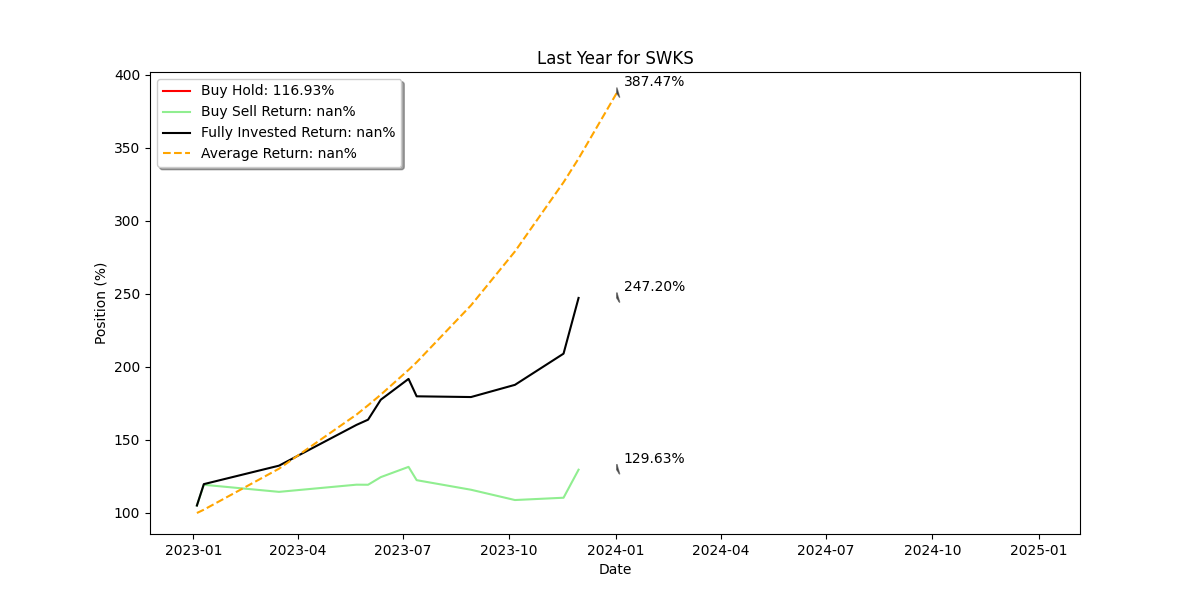 Last Year for SWKS
Buy Hold: 116.93%
Buy Sell Return: nan%
Fully Invested Return: nan%
Average Return: nan%
387.47%
247.20%
129.63%
Position (%)
400
350
300
250
200
150
100
2023-01 2023-04 2023-07 2023-10 2024-01 2024-04 2024-07 2024-10 2025-01
Date